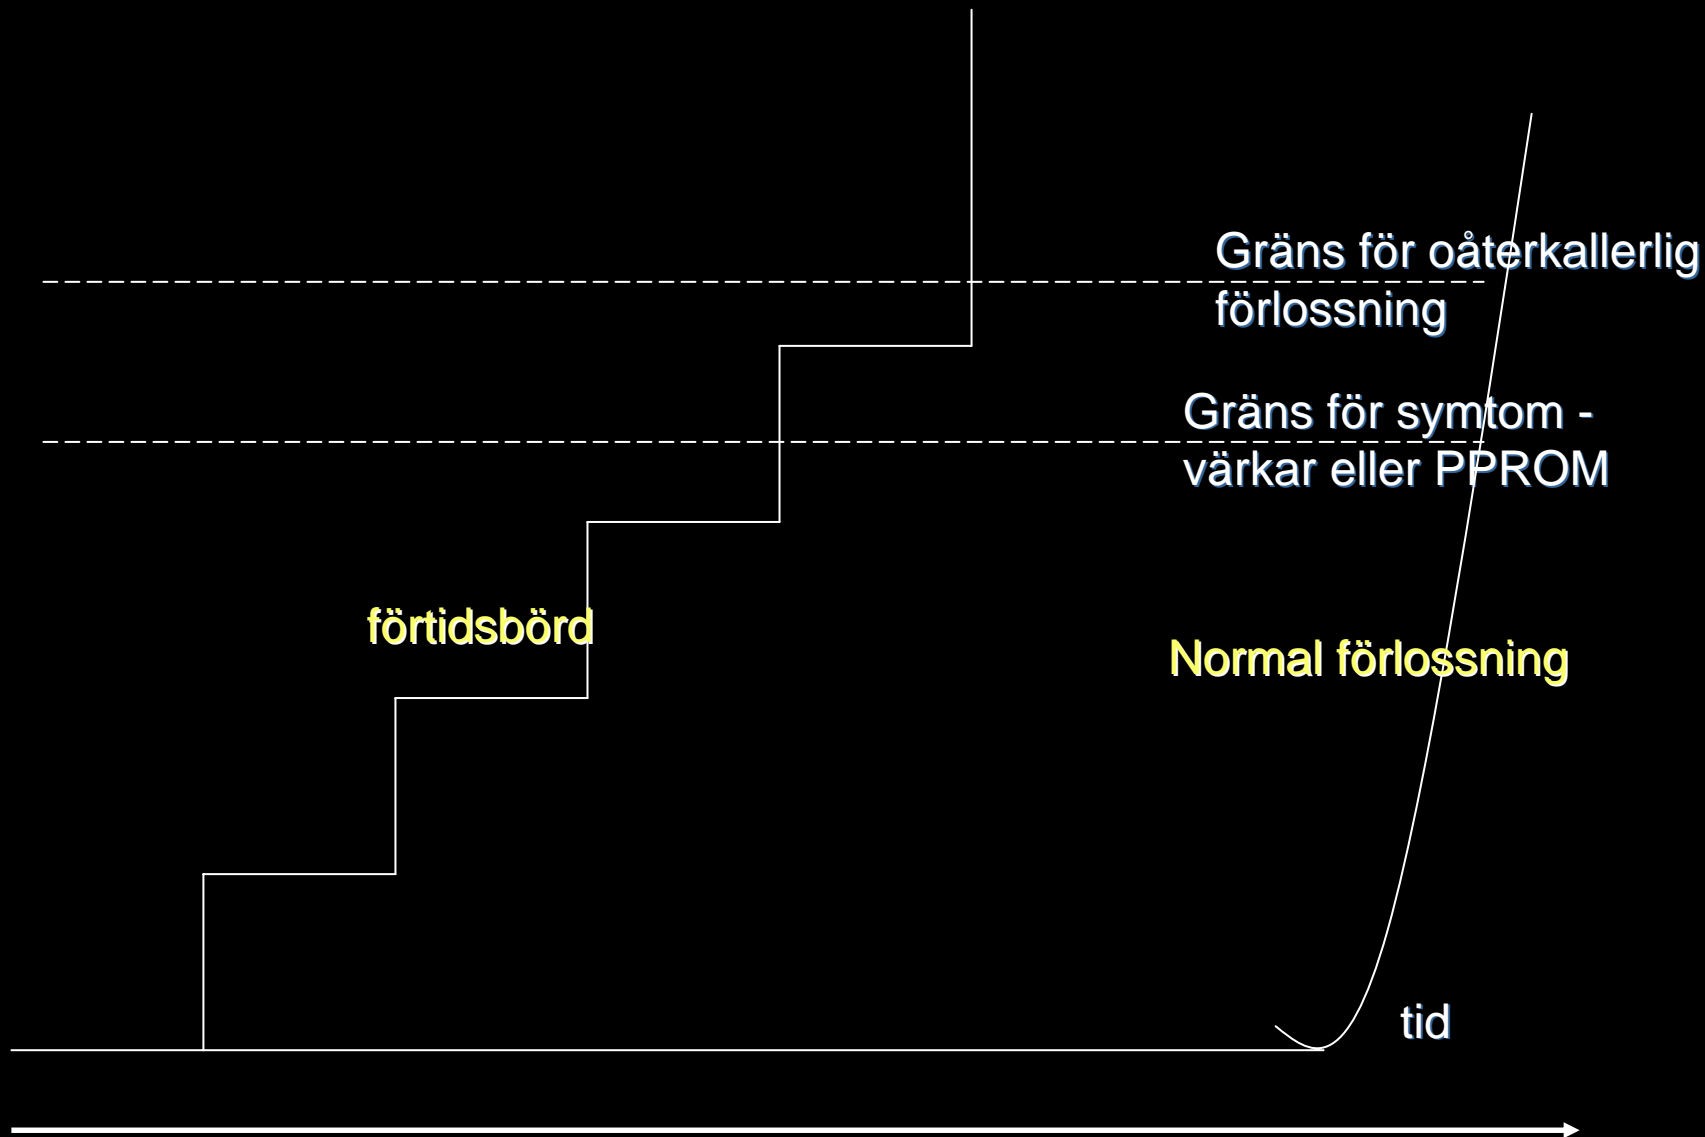 Gräns för oåterkallerlig
förlossning
Gräns för symtom -
värkar eller PPROM
förtidsbörd
Normal förlossning
tid